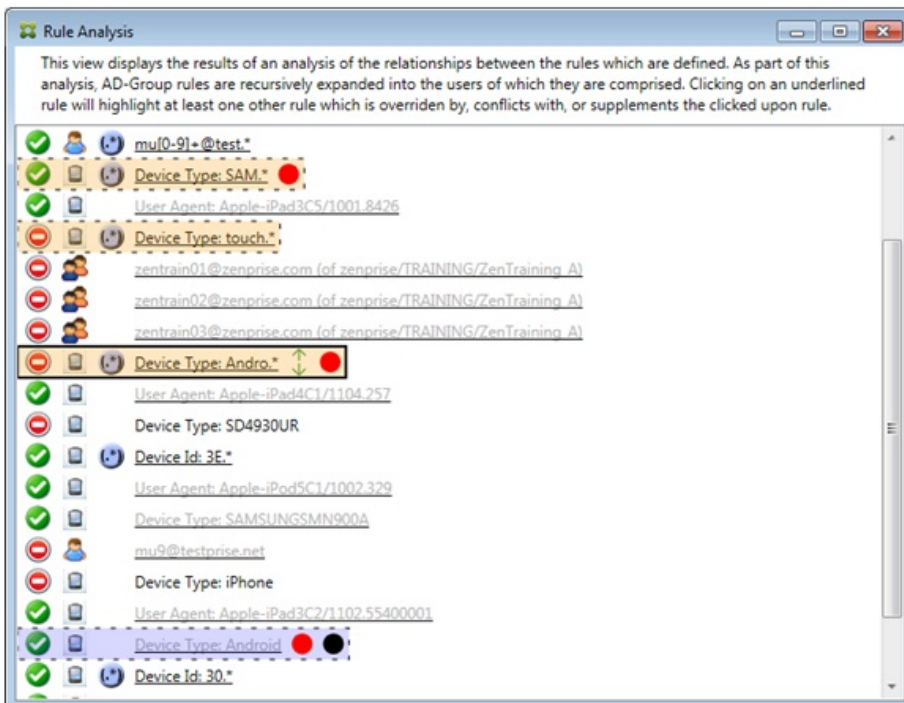 Rule Analysis
This view displays the results of an analysis of the relationships between the rules which are defined. As part of this
analysis, AD-Group rules are recursively expanded into the users of which they are comprised. Clicking on an underlined
rule will highlight at least one other rule which is overriden by, conflicts with, or supplements the clicked upon rule.
(.*) mu[0-9]+@test.*
(.*) Device Type: SAM.*
User Agent: Apple-iPad3C5/1001.8426
(.*) Device Type: touch.*
zentrain01@zenprise.com (of zenprise/TRAINING/ZenTraining A)
zentrain02@zenprise.com (of zenprise/TRAINING/ZenTraining A)
zentrain03@zenprise.com (of zenprise/TRAINING/ZenTraining A)
(.*) Device Type: Andro.*
User Agent: Apple-iPad4C1/1104.257
Device Type: SD4930UR
(.*) Device Id: 3E.*
User Agent: Apple-iPod5C1/1002.329
Device Type: SAMSUNGSMN900A
mu9@testprise.net
Device Type: iPhone
User Agent: Apple-iPad3C2/1102.55400001
Device Type: Android
(.*) Device Id: 30.*